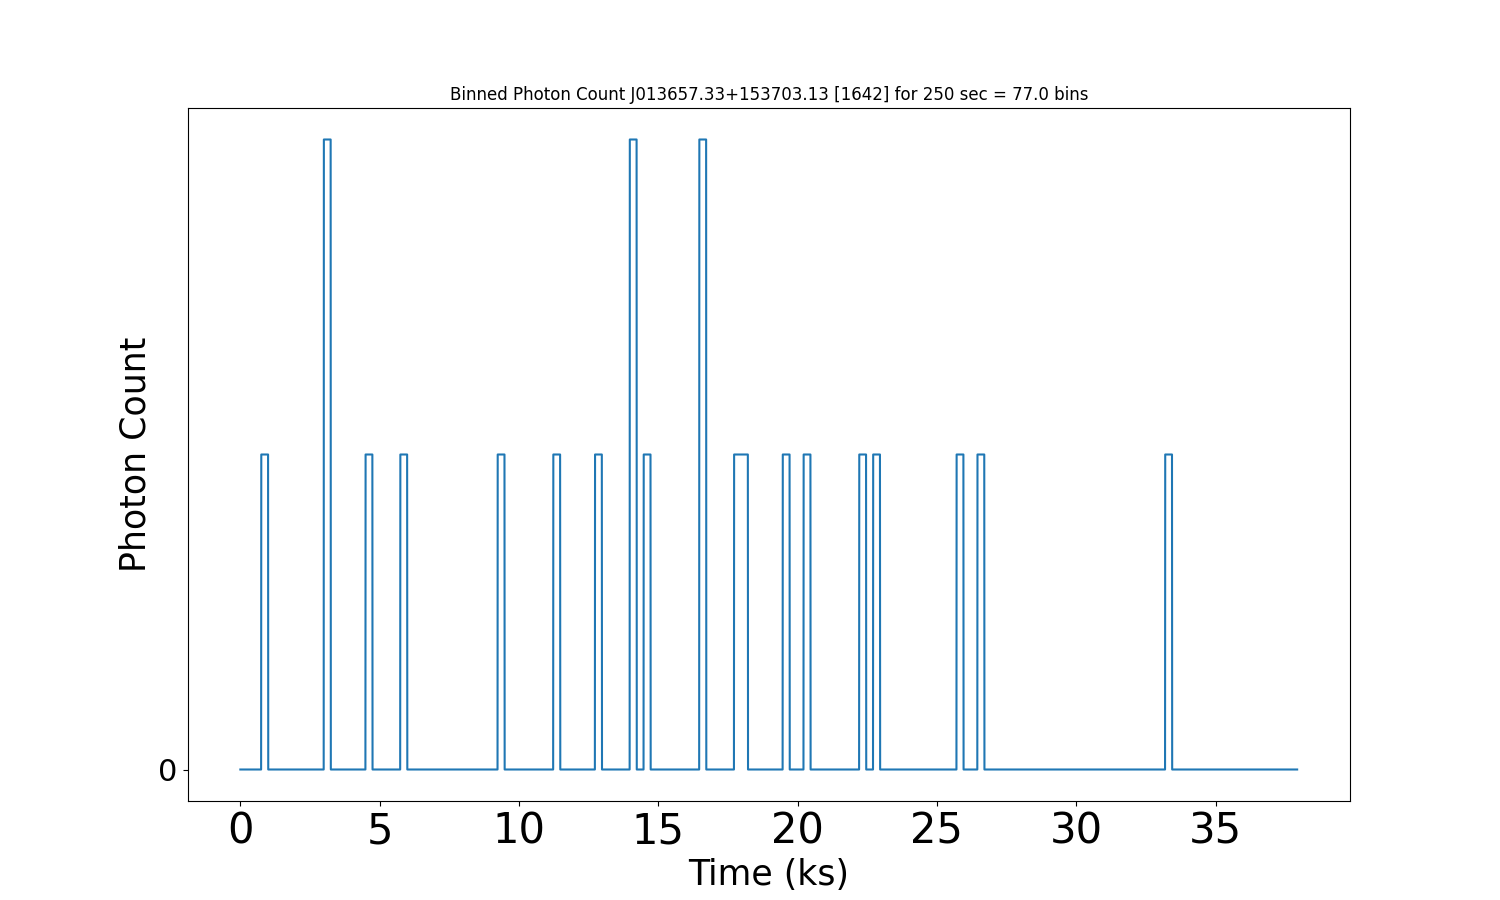 Binned Photon Count J013657.33+153703.13 [1642] for 250 sec = 77.0 bins
Photon Count
0
0 5 10 15 20 25 30 35
Time (ks)